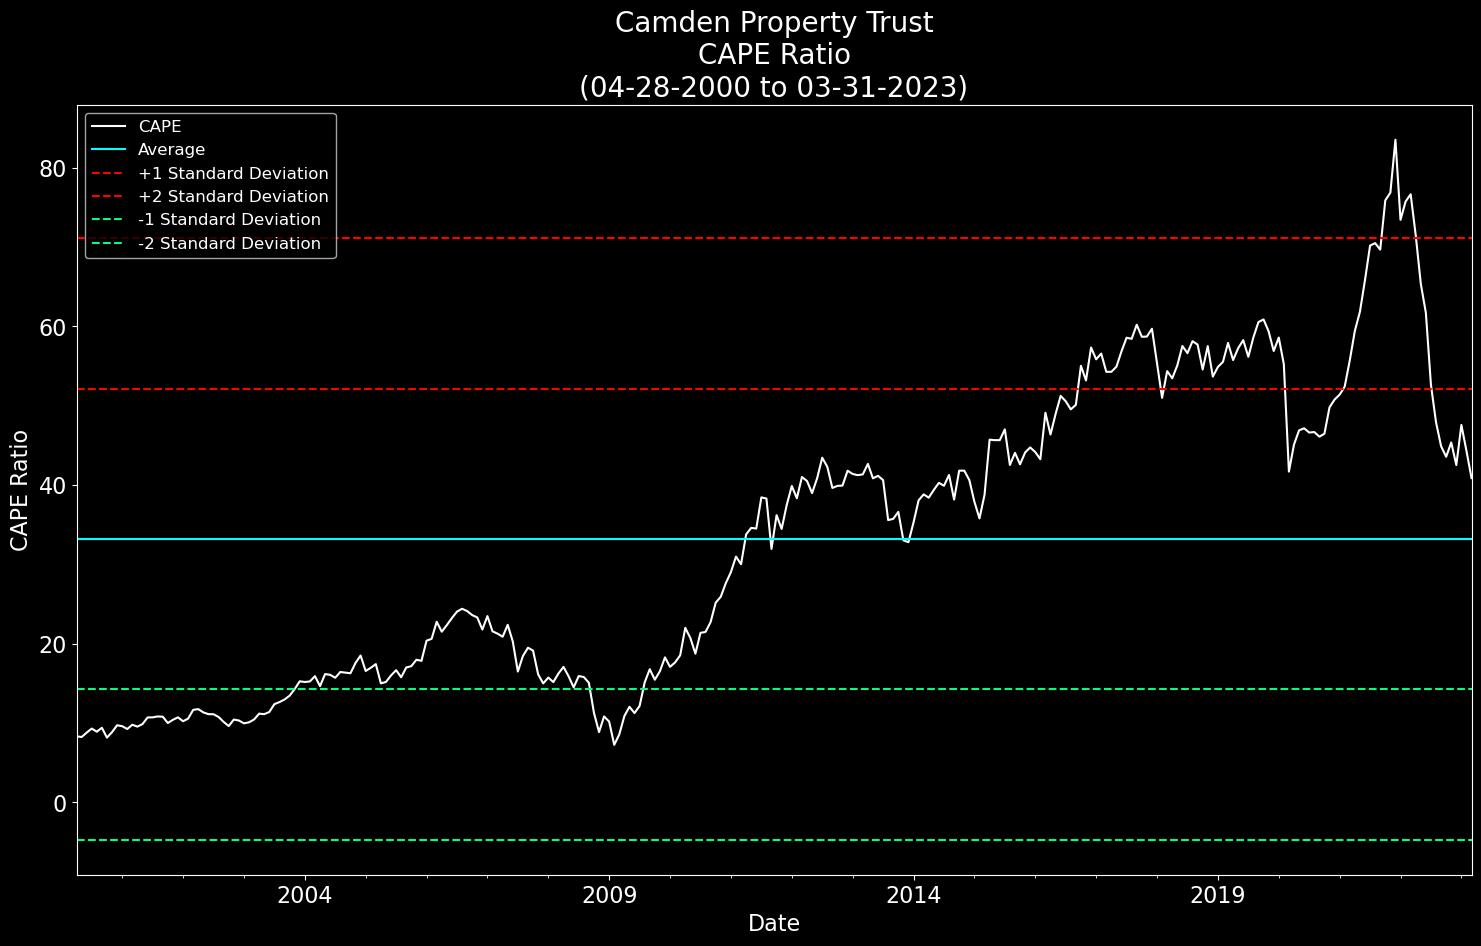 Camden Property Trust
CAPE Ratio
(04-28-2000 to 03-31-2023)
CAPE
Average
+1 Standard Deviation
+2 Standard Deviation
-1 Standard Deviation
-2 Standard Deviation
CAPE Ratio
80
60
40
20
0
2004
2009
2014
2019
Date